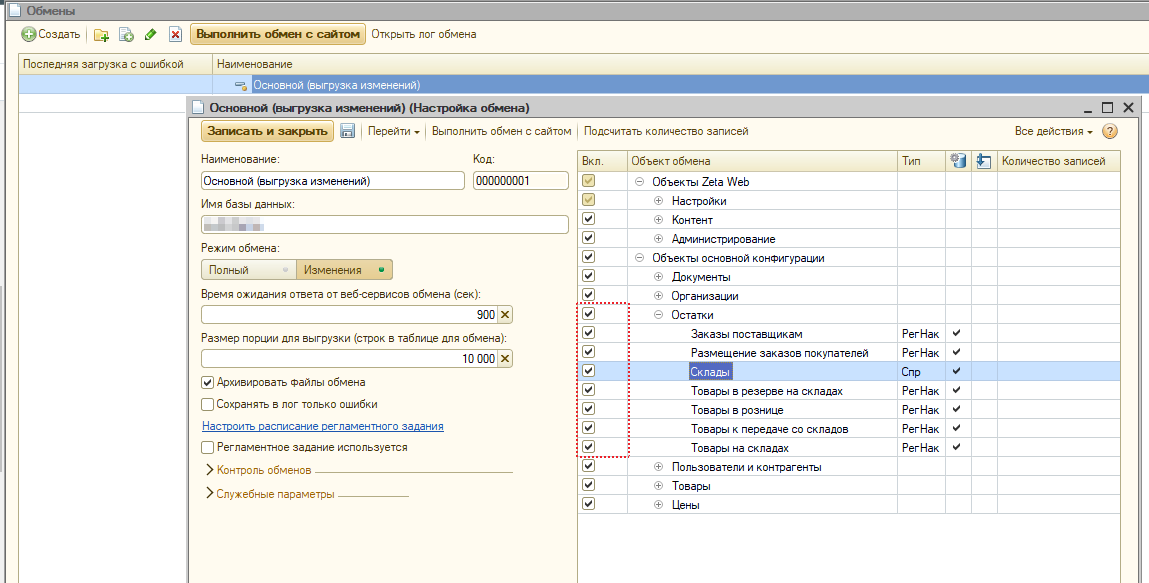 Обмены
Создать
Выполнить обмен с сайтом
Открыть лог обмена
Последняя загрузка с ошибкой
Наименование
Основной (выгрузка изменений)
Основной (выгрузка изменений) (Настройка обмена)
Записать и закрыть
Перейти
Выполнить обмен с сайтом
Подсчитать количество записей
Все действия
?
Наименование:
Код:
Основной (выгрузка изменений)
000000001
Имя базы данных:
Режим обмена:
Полный
Изменения
Время ожидания ответа от веб-сервисов обмена (сек):
900
Размер порции для выгрузки (строк в таблице для обмена):
10 000
Архивировать файлы обмена
Сохранять в лог только ошибки
Настроить расписание регламентного задания
Регламентное задание используется
Контроль обменов
Служебные параметры
Вкл.
Объект обмена
Тип
Количество записей
Объекты Zeta Web
Настройки
Контент
Администрирование
Объекты основной конфигурации
Документы
Организации
Остатки
Заказы поставщикам РегНак
Размещение заказов покупателей РегНак
Склады Спр
Товары в резерве на складах РегНак
Товары в рознице РегНак
Товары к передаче со складов РегНак
Товары на складах РегНак
Пользователи и контрагенты
Товары
Цены